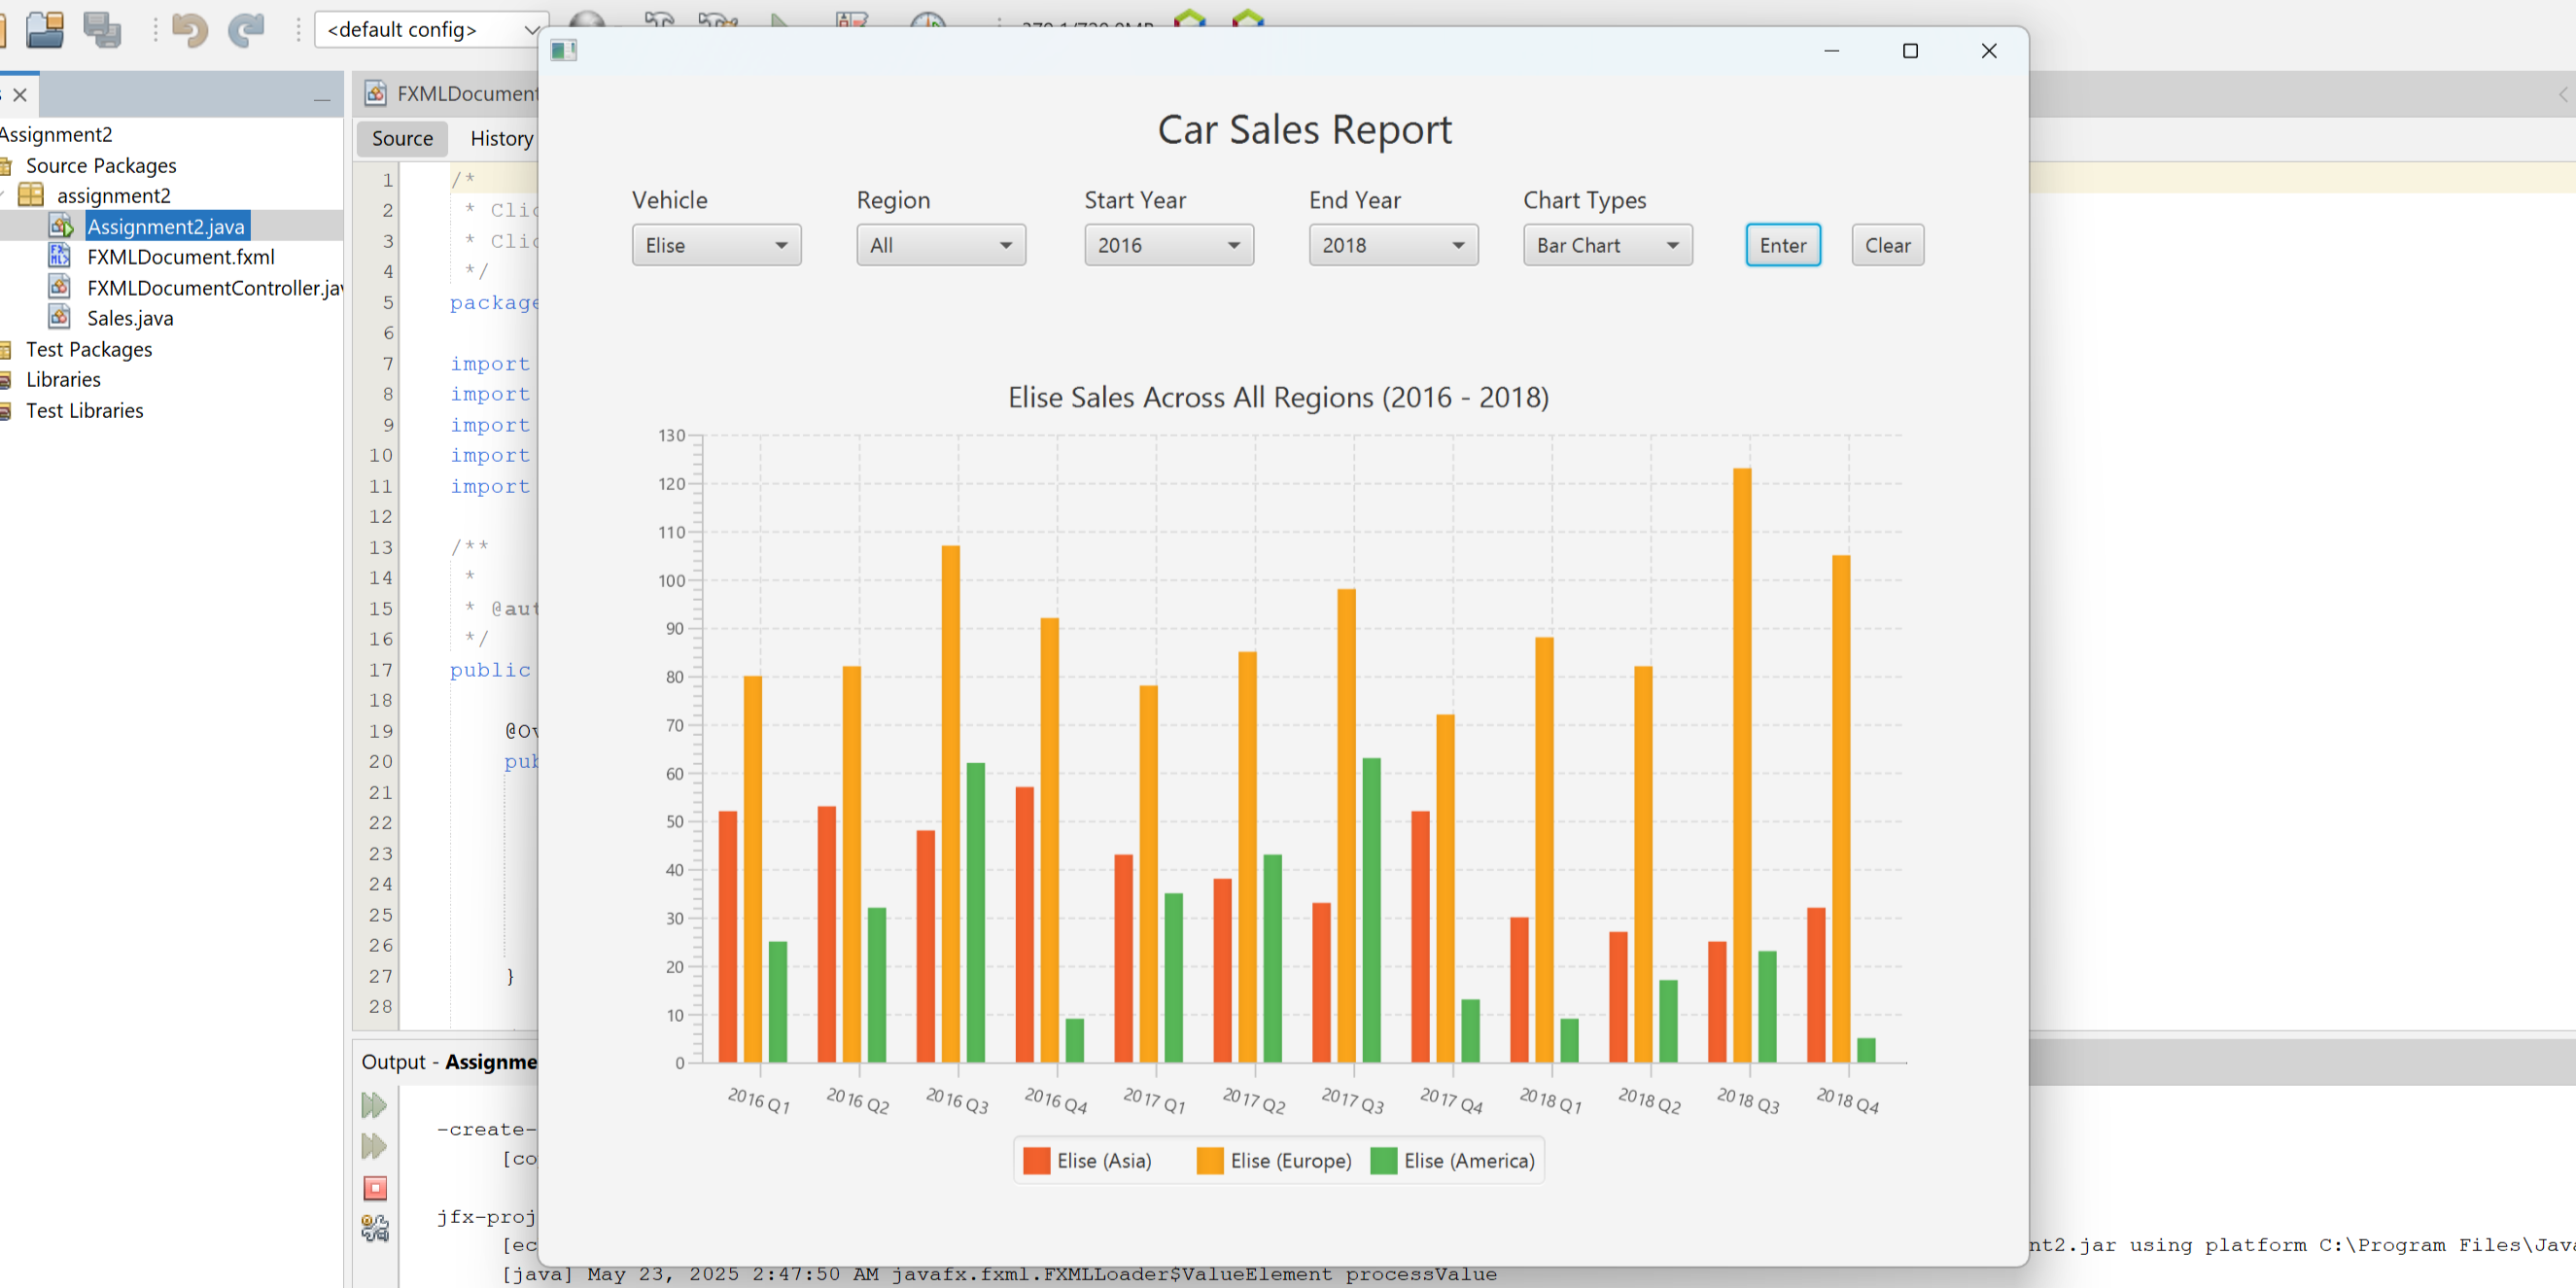 <default config>
Assignment2
Source Packages
assignment2
Assignment2.java
FXMLDocument.fxml
FXMLDocumentController.jav
Sales.java
Test Packages
Libraries
Test Libraries
FXMLDocument
Source History
1 /*
2 * Clic
3 * Clic
4 */
5 package
6
7 import
8 import
9 import
10 import
11 import
12
13 /**
14 *
15 * @aut
16 */
17 public
18
19 @Ov
20 pub
21
22
23
24
25
26
27 }
28
Output - Assignme
-create-
[co
jfx-proj
[ec
nt2.jar using platform C:\Program Files\Java
[java] May 23, 2025 2:47:50 AM javafx.fxml.FXMLLoader$ValueElement processValue
Car Sales Report
Vehicle Region Start Year End Year Chart Types
Elise All 2016 2018 Bar Chart Enter Clear
Elise Sales Across All Regions (2016 - 2018)
130
120
110
100
90
80
70
60
50
40
30
20
10
0
2016 Q1 2016 Q2 2016 Q3 2016 Q4 2017 Q1 2017 Q2 2017 Q3 2017 Q4 2018 Q1 2018 Q2 2018 Q3 2018 Q4
Elise (Asia) Elise (Europe) Elise (America)